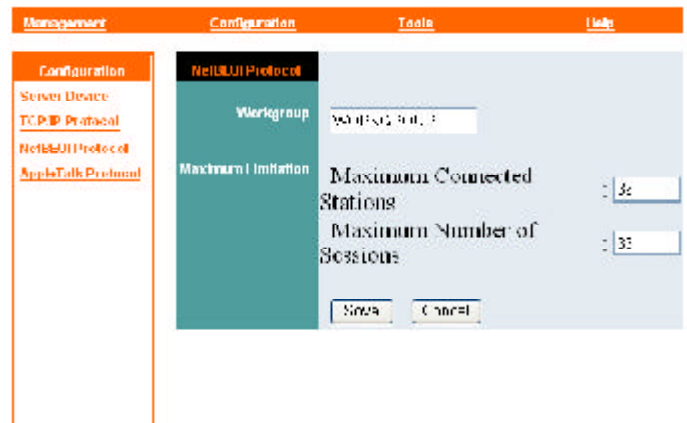 Management Configuration Tools Help
Configuration
Server Device
TCP/IP Protocol
NetBEUI Protocol
AppleTalk Protocol
NetBEUI Protocol
Workgroup
Maximum Limitation
Maximum Connected Stations :
Maximum Number of Sessions :
Save Cancel